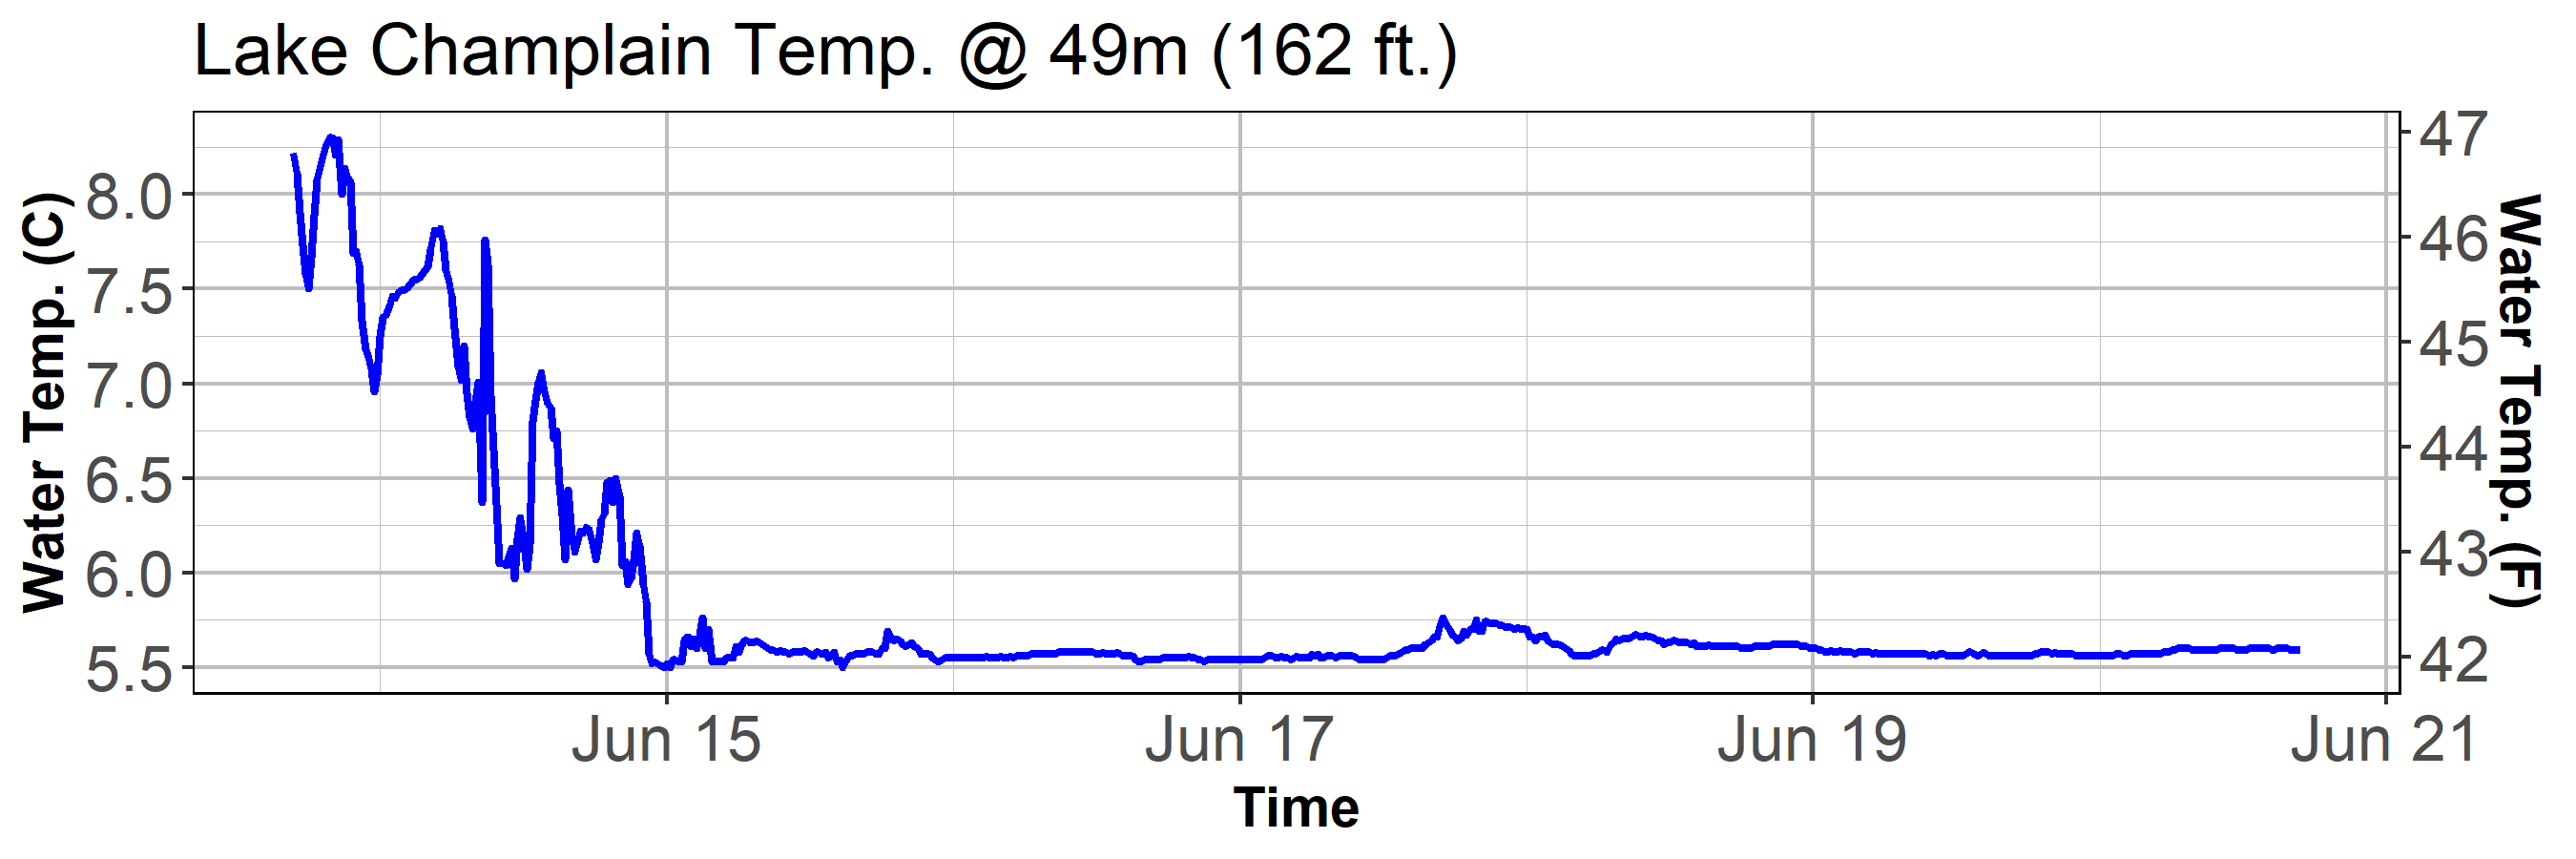 Lake Champlain Temp. @ 49m (162 ft.)
Water Temp. (C)
8.0
7.5
7.0
6.5
6.0
5.5
47
46
45
44
43
42
Water Temp. (F)
Jun 15
Jun 17
Jun 19
Jun 21
Time